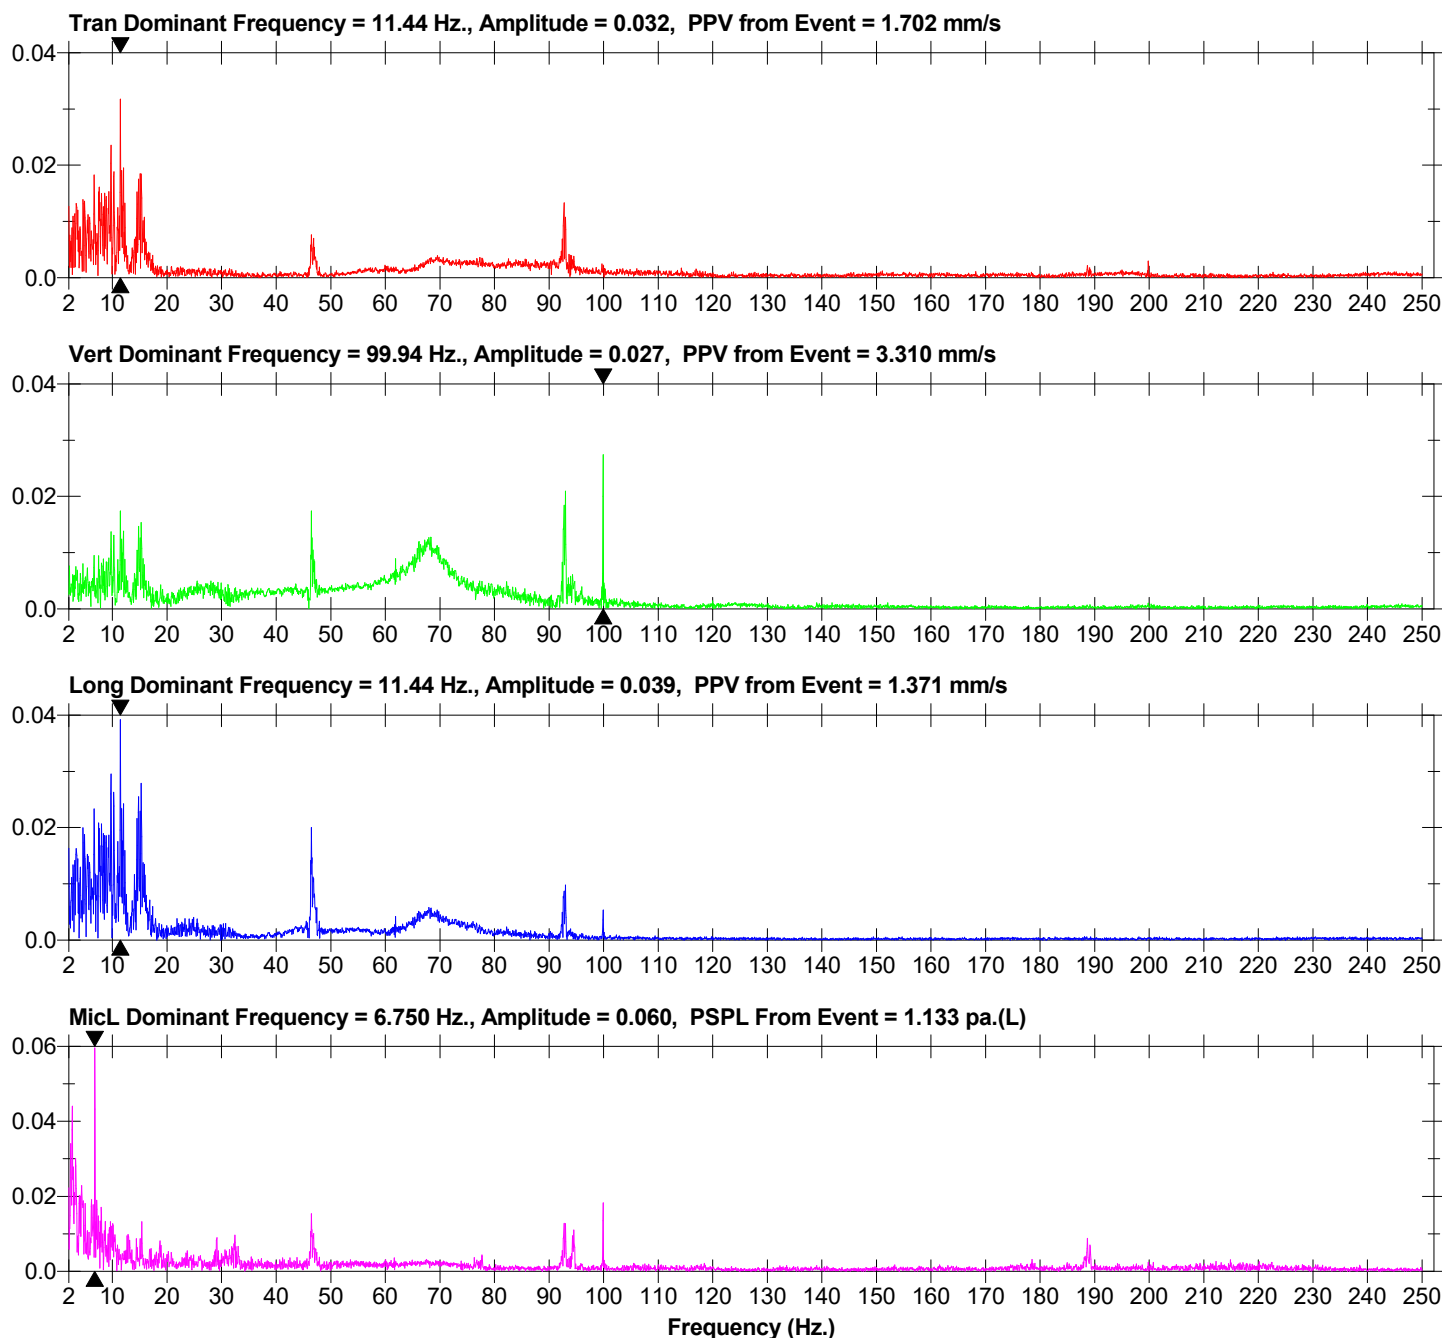 Tran Dominant Frequency = 11.44 Hz., Amplitude = 0.032,  PPV from Event = 1.702 mm/s
0.04
0.02
0.0
2 10 20 30 40 50 60 70 80 90 100 110 120 130 140 150 160 170 180 190 200 210 220 230 240 250
Vert Dominant Frequency = 99.94 Hz., Amplitude = 0.027,  PPV from Event = 3.310 mm/s
0.04
0.02
0.0
2 10 20 30 40 50 60 70 80 90 100 110 120 130 140 150 160 170 180 190 200 210 220 230 240 250
Long Dominant Frequency = 11.44 Hz., Amplitude = 0.039,  PPV from Event = 1.371 mm/s
0.04
0.02
0.0
2 10 20 30 40 50 60 70 80 90 100 110 120 130 140 150 160 170 180 190 200 210 220 230 240 250
MicL Dominant Frequency = 6.750 Hz., Amplitude = 0.060,  PSPL From Event = 1.133 pa.(L)
0.06
0.04
0.02
0.0
2 10 20 30 40 50 60 70 80 90 100 110 120 130 140 150 160 170 180 190 200 210 220 230 240 250
Frequency (Hz.)